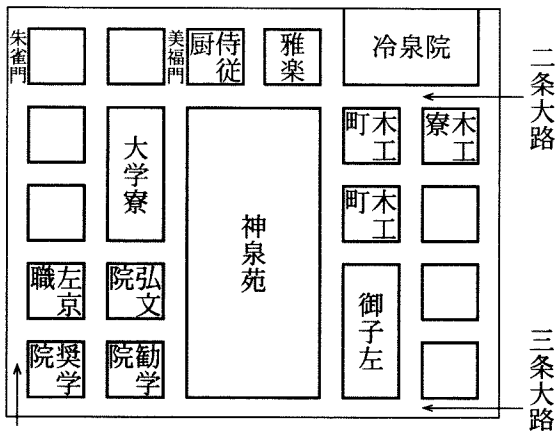 朱雀門
美福門
侍従厨
雅楽
冷泉院
二条大路
大学寮
神泉苑
木工町
木工寮
木工町
左京職
弘文院
御子左
奨学院
勧学院
三条大路